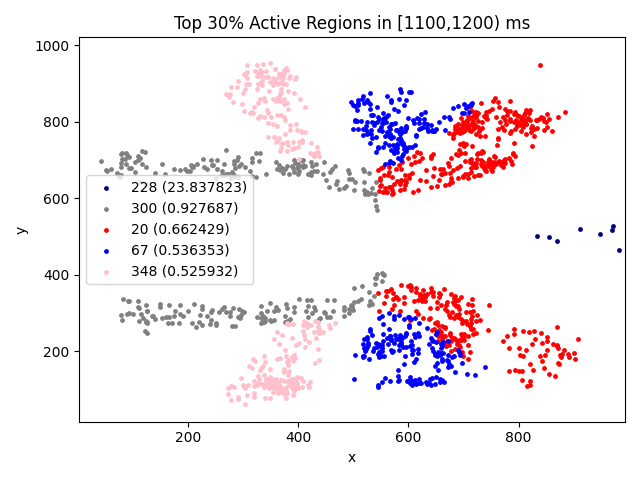 Top 30% Active Regions in [1100,1200) ms
1000
800
600
400
200
y
228 (23.837823)
300 (0.927687)
20 (0.662429)
67 (0.536353)
348 (0.525932)
200 400 600 800
x